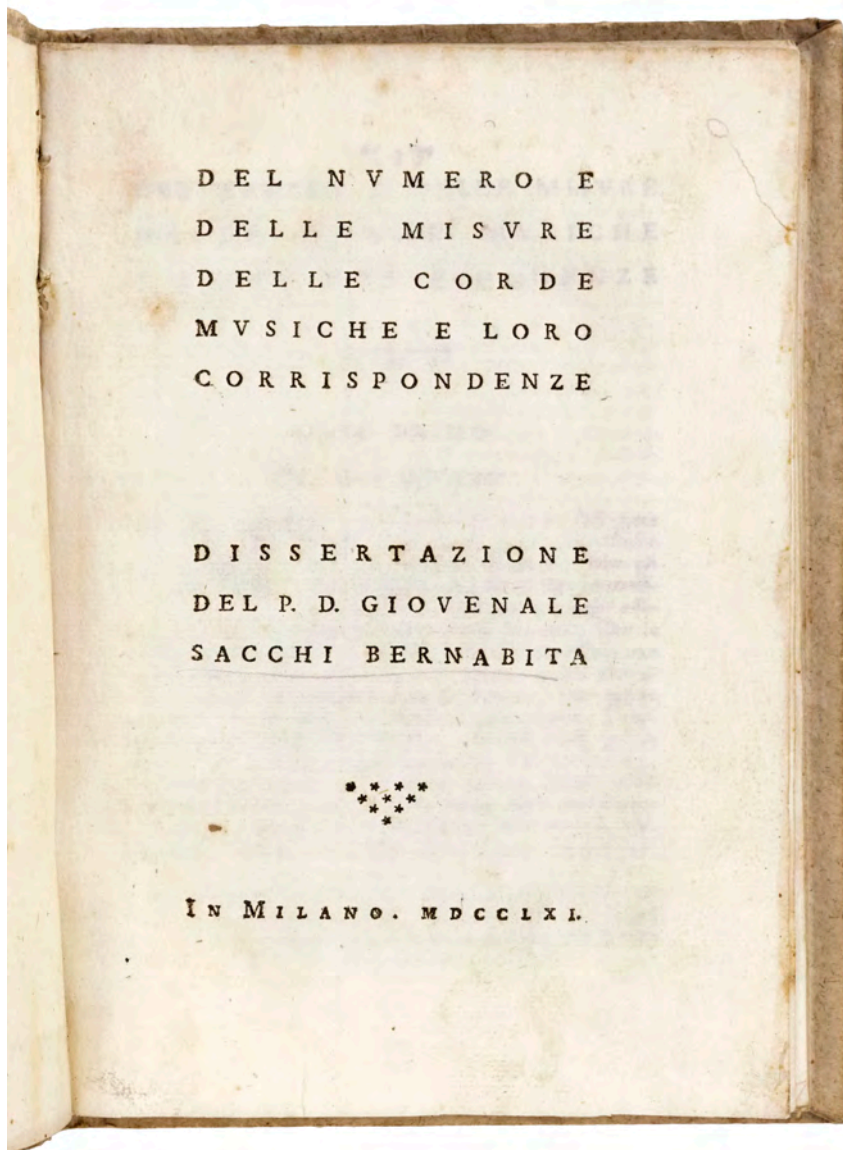 DEL NVMERO E
DELLE MISVRE
DELLE CORDE
MVSICHE E LORO
CORRISPONDENZE
DISSERTAZIONE
DEL P. D. GIOVENALE
SACCHI BERNABITA
IN MILANO. MDCCLXI.